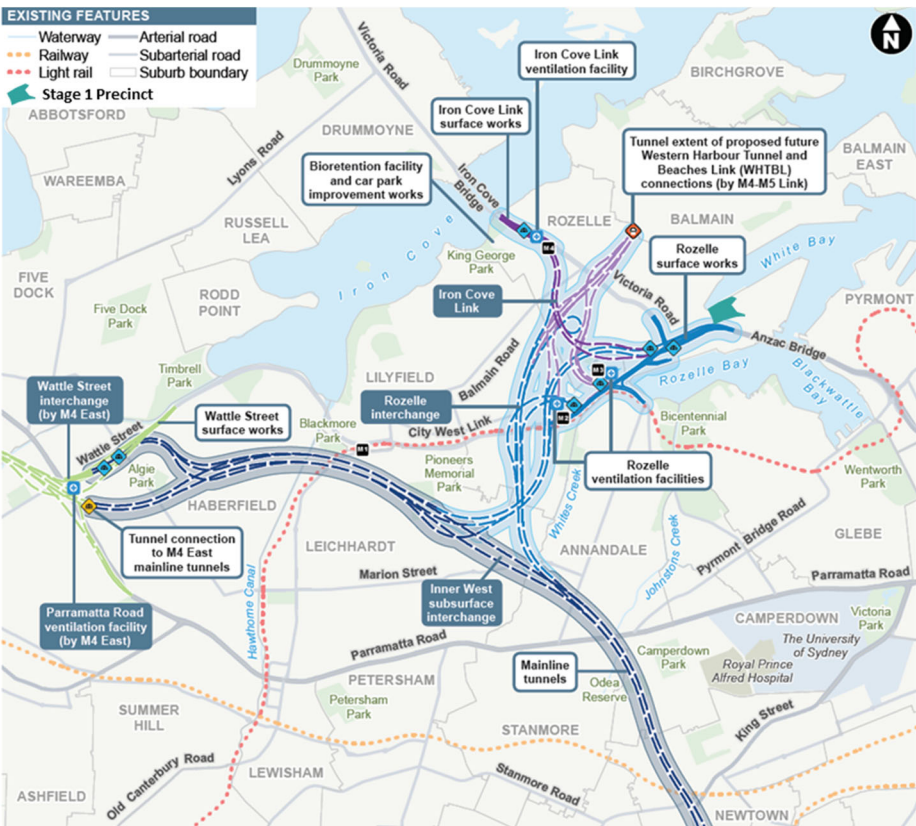 EXISTING FEATURES
Waterway
Arterial road
Railway
Subarterial road
Light rail
Suburb boundary
Stage 1 Precinct
N
Victoria Road
Drummoyne
Park
Iron Cove Link
ventilation facility
BIRCHGROVE
ABBOTSFORD
Iron Cove Link
surface works
DRUMMOYNE
Lyons Road
Tunnel extent of proposed future
Western Harbour Tunnel and
Beaches Link (WHTBL)
connections (by M4-M5 Link)
BALMAIN
EAST
Bioretention facility
and car park
improvement works
WAREEMBA
Iron Cove
Bridge
RUSSELL
LEA
ROZELLE
BALMAIN
M4
Rozelle
surface works
White Bay
King George
Park
Iron Cove
FIVE
DOCK
RODD
POINT
Five Dock
Park
Iron Cove
Link
Victoria Road
PYRMONT
Anzac Bridge
Timbrell
Park
Balmain Road
LILYFIELD
M3
Rozelle Bay
Blackwattle
Bay
Wattle Street
interchange
(by M4 East)
Wattle Street
surface works
Rozelle
interchange
M2
Blackmore
Park
City West Link
Bicentennial
Park
Wattle Street
M1
Algie
Park
Pioneers
Memorial
Park
Rozelle
ventilation facilities
Wentworth
Park
HABERFIELD
Whites Creek
Tunnel connection
to M4 East
mainline tunnels
LEICHHARDT
ANNANDALE
Johnstons Creek
Pyrmont Bridge Road
GLEBE
Marion Street
Inner West
subsurface
interchange
Parramatta Road
Hawthorne Canal
Parramatta Road
ventilation facility
(by M4 East)
CAMPERDOWN
Victoria
Park
The University
of Sydney
Parramatta Road
Camperdown
Park
Royal Prince
Alfred Hospital
Mainline
tunnels
PETERSHAM
Odea
Reserve
Petersham
Park
SUMMER
HILL
King Street
STANMORE
Old Canterbury Road
LEWISHAM
Stanmore Road
ASHFIELD
NEWTOWN